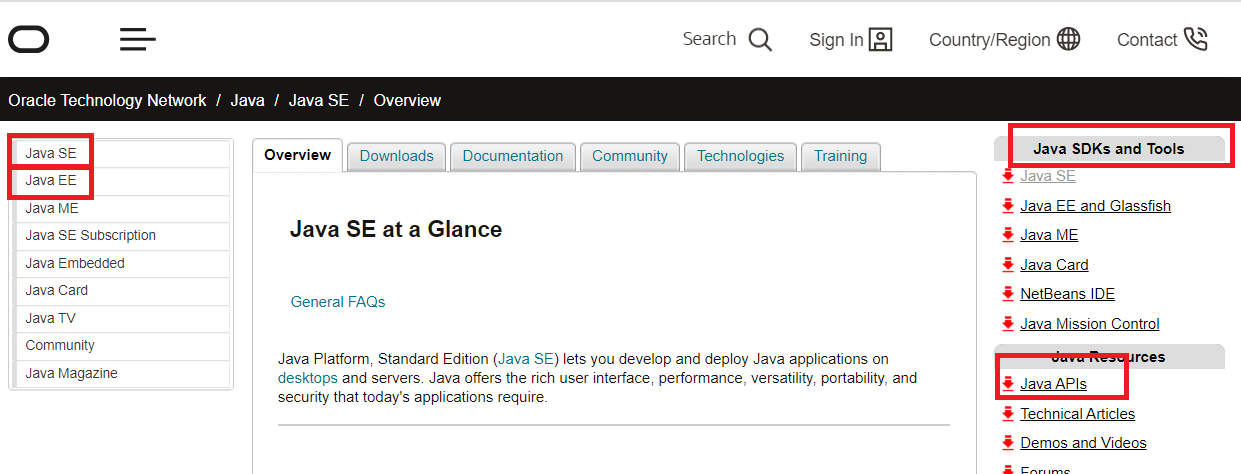 Search
Sign In
Country/Region
Contact
Oracle Technology Network / Java / Java SE / Overview
Java SE
Java EE
Java ME
Java SE Subscription
Java Embedded
Java Card
Java TV
Community
Java Magazine
Overview
Downloads
Documentation
Community
Technologies
Training
Java SE at a Glance
General FAQs
Java Platform, Standard Edition (Java SE) lets you develop and deploy Java applications on
desktops and servers. Java offers the rich user interface, performance, versatility, portability, and
security that today's applications require.
Java SDKs and Tools
Java SE
Java EE and Glassfish
Java ME
Java Card
NetBeans IDE
Java Mission Control
Java Resources
Java APIs
Technical Articles
Demos and Videos
Forums